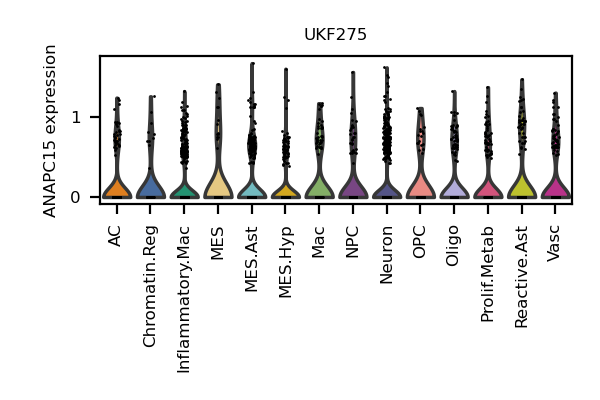 UKF275
ANAPC15 expression
1
0
AC
Chromatin.Reg
Inflammatory.Mac
MES
MES.Ast
MES.Hyp
Mac
NPC
Neuron
OPC
Oligo
Prolif.Metab
Reactive.Ast
Vasc